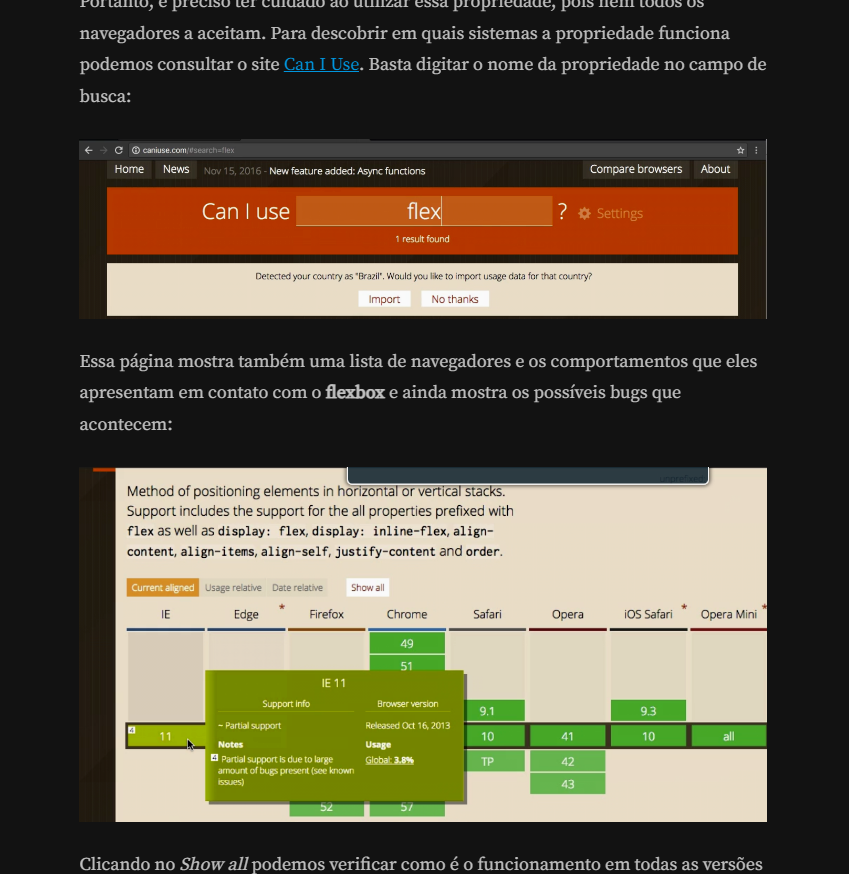 Portanto, é preciso ter cuidado ao utilizar essa propriedade, pois nem todos os
navegadores a aceitam. Para descobrir em quais sistemas a propriedade funciona
podemos consultar o site Can I Use. Basta digitar o nome da propriedade no campo de
busca:
caniuse.com/#search=flex
Home News Nov 15, 2016 - New feature added: Async functions Compare browsers About
Can I use flex ? Settings
1 result found
Detected your country as "Brazil". Would you like to import usage data for that country?
Import No thanks
Essa página mostra também uma lista de navegadores e os comportamentos que eles
apresentam em contato com o flexbox e ainda mostra os possíveis bugs que
acontecem:
Method of positioning elements in horizontal or vertical stacks.
Support includes the support for the all properties prefixed with
flex as well as display: flex, display: inline-flex, align-
content, align-items, align-self, justify-content and order.
Current aligned Usage relative Date relative Show all
IE Edge * Firefox Chrome Safari Opera iOS Safari * Opera Mini *
49
51
IE 11
Support info Browser version
9.1 9.3
~ Partial support Released Oct 16, 2013
4 11 10 41 10 all
Notes Usage
4 Partial support is due to large Global: 3.8%
amount of bugs present (see known
issues)
TP 42
43
52 57
Clicando no Show all podemos verificar como é o funcionamento em todas as versões